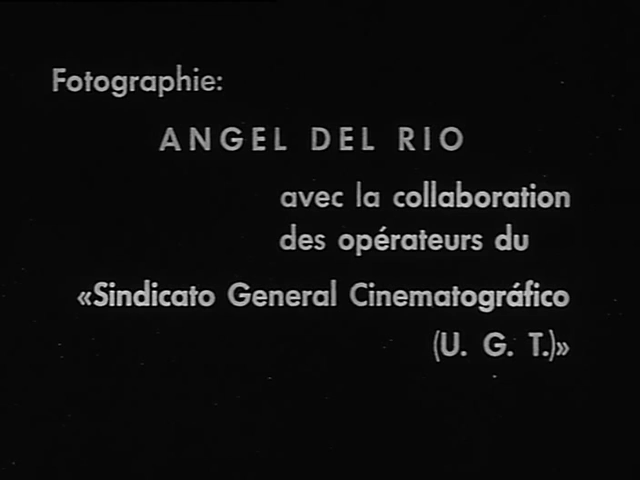 Fotographie:
ANGEL DEL RIO
avec la collaboration
des opérateurs du
«Sindicato General Cinematográfico
(U. G. T.)»